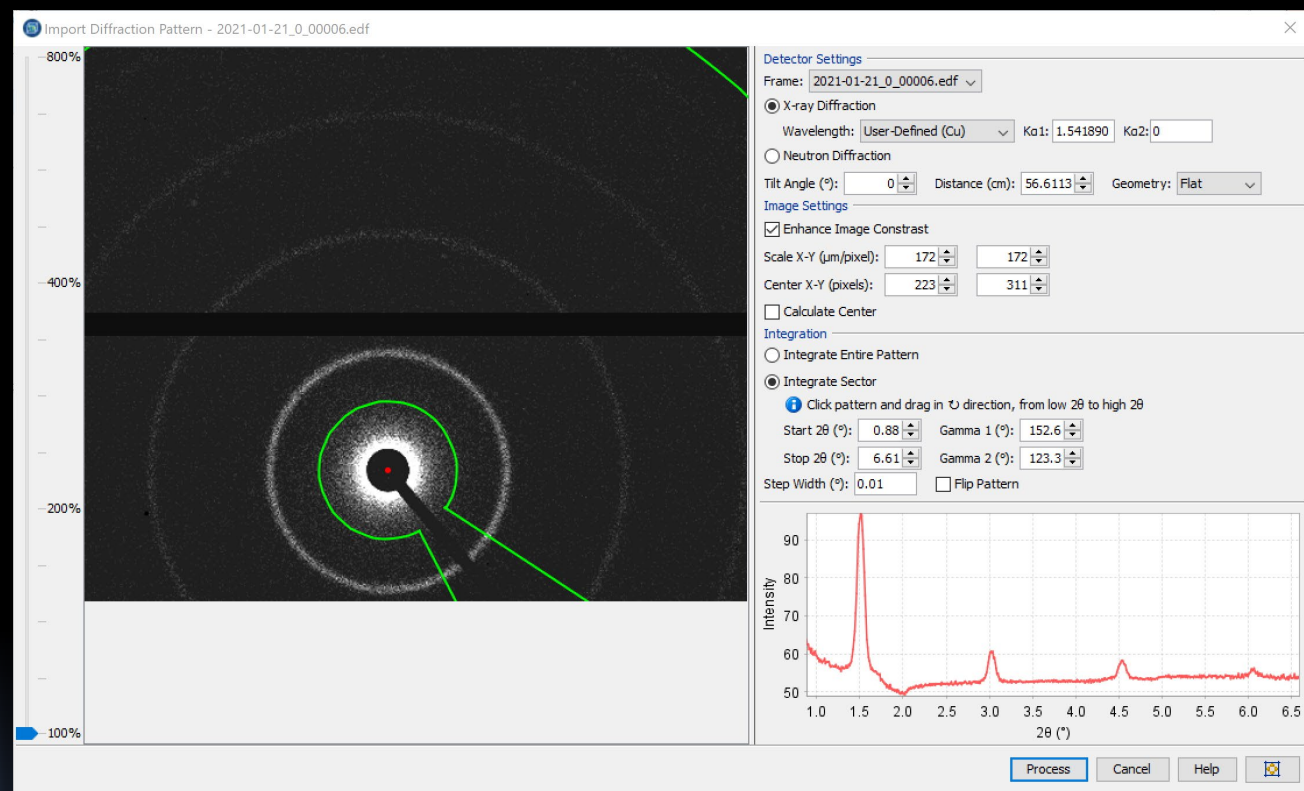 Import Diffraction Pattern - 2021-01-21_0_00006.edf
800%
400%
200%
100%
Detector Settings
Frame: 2021-01-21_0_00006.edf
X-ray Diffraction
Wavelength: User-Defined (Cu) Kα1: 1.541890 Kα2: 0
Neutron Diffraction
Tilt Angle (°): 0 Distance (cm): 56.6113 Geometry: Flat
Image Settings
Enhance Image Constrast
Scale X-Y (µm/pixel): 172 172
Center X-Y (pixels): 223 311
Calculate Center
Integration
Integrate Entire Pattern
Integrate Sector
Click pattern and drag in ↻ direction, from low 2θ to high 2θ
Start 2θ (°): 0.88 Gamma 1 (°): 152.6
Stop 2θ (°): 6.61 Gamma 2 (°): 123.3
Step Width (°): 0.01 Flip Pattern
Intensity
90
80
70
60
50
1.0 1.5 2.0 2.5 3.0 3.5 4.0 4.5 5.0 5.5 6.0 6.5
2θ (°)
Process Cancel Help